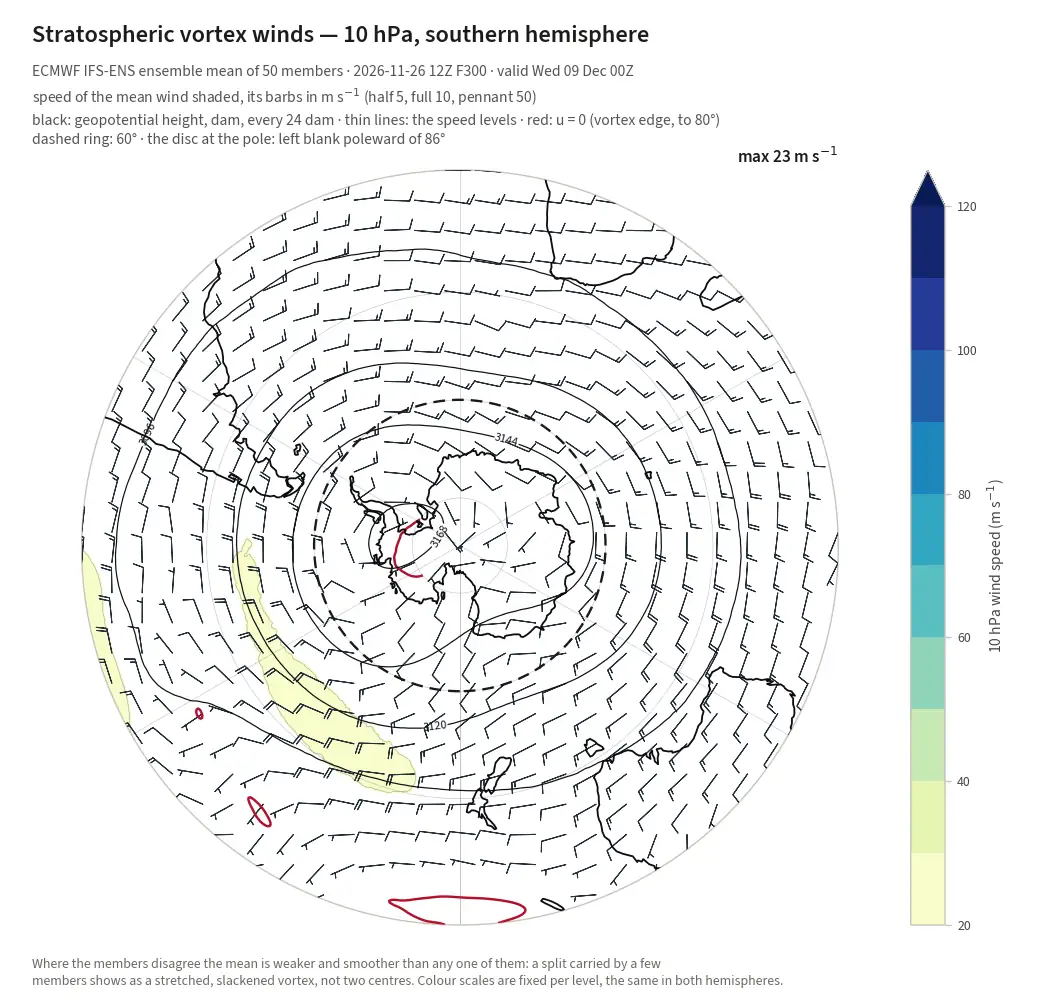 Stratospheric vortex winds — 10 hPa, southern hemisphere
ECMWF IFS-ENS ensemble mean of 50 members · 2026-11-26 12Z F300 · valid Wed 09 Dec 00Z
speed of the mean wind shaded, its barbs in m s⁻¹ (half 5, full 10, pennant 50)
black: geopotential height, dam, every 24 dam · thin lines: the speed levels · red: u = 0 (vortex edge, to 80°)
dashed ring: 60° · the disc at the pole: left blank poleward of 86°
max 23 m s⁻¹
120
100
80
60
40
20
10 hPa wind speed (m s⁻¹)
3144
3168
3120
Where the members disagree the mean is weaker and smoother than any one of them: a split carried by a few
members shows as a stretched, slackened vortex, not two centres. Colour scales are fixed per level, the same in both hemispheres.